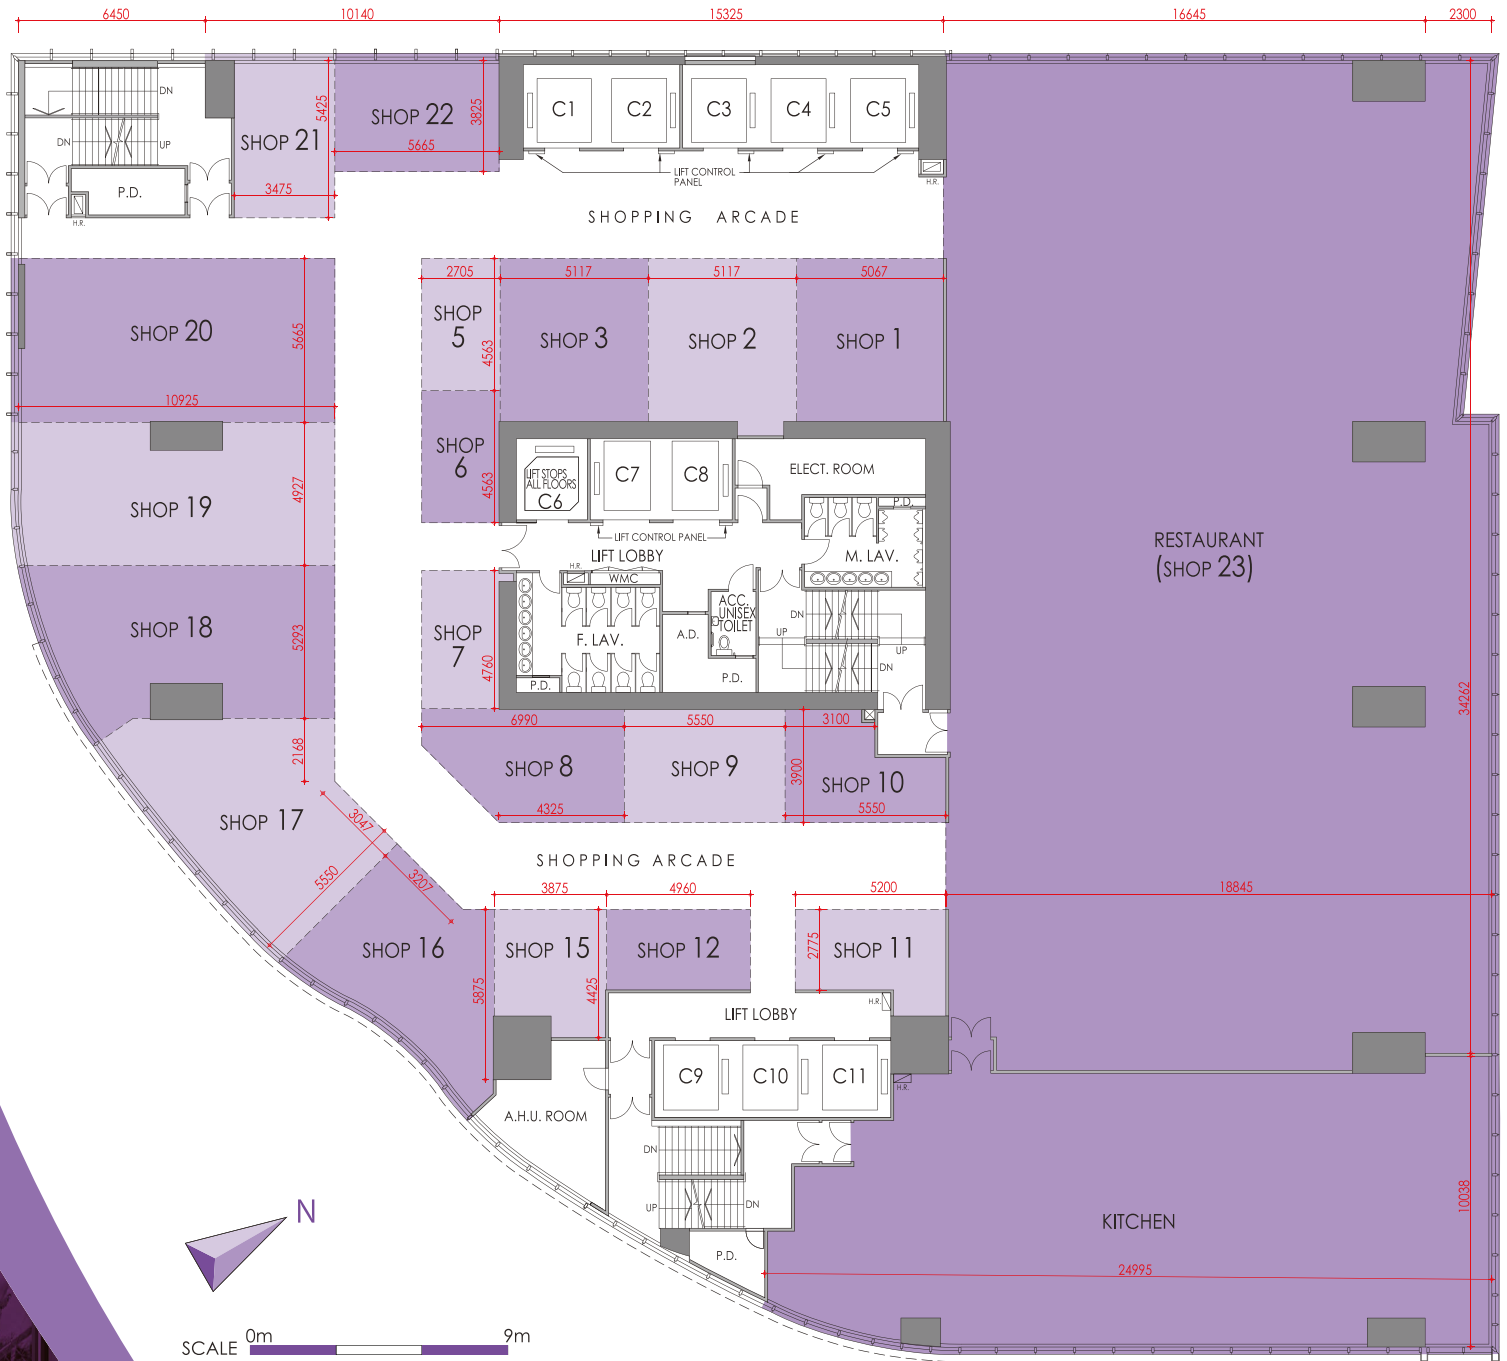 6450
10140
15325
16645
2300
DN
DN
UP
P.D.
H.R.
SHOP 21
5425
3475
SHOP 22
3825
5665
C1
C2
C3
C4
C5
LIFT CONTROL
PANEL
H.R.
SHOPPING ARCADE
SHOP 20
5665
10925
2705
5117
5117
5067
SHOP
5
4563
SHOP 3
SHOP 2
SHOP 1
SHOP
6
4563
SHOP 19
4927
LIFT STOPS
ALL FLOORS
C6
C7
C8
ELECT. ROOM
P.D.
LIFT CONTROL PANEL
LIFT LOBBY
M. LAV.
H.R.
WMC
RESTAURANT
(SHOP 23)
SHOP 18
5293
SHOP
7
4760
F. LAV.
A.D.
ACC.
UNISEX
TOILET
DN
UP
UP
DN
P.D.
P.D.
34262
6990
5550
3100
2168
SHOP 8
SHOP 9
3900
SHOP 10
4325
5550
SHOP 17
3047
5550
3207
SHOPPING ARCADE
3875
4960
5200
18845
SHOP 16
5875
SHOP 15
4425
SHOP 12
2775
SHOP 11
H.R.
LIFT LOBBY
C9
C10
C11
H.R.
A.H.U. ROOM
DN
UP
DN
P.D.
KITCHEN
10038
24995
N
SCALE
0m
9m